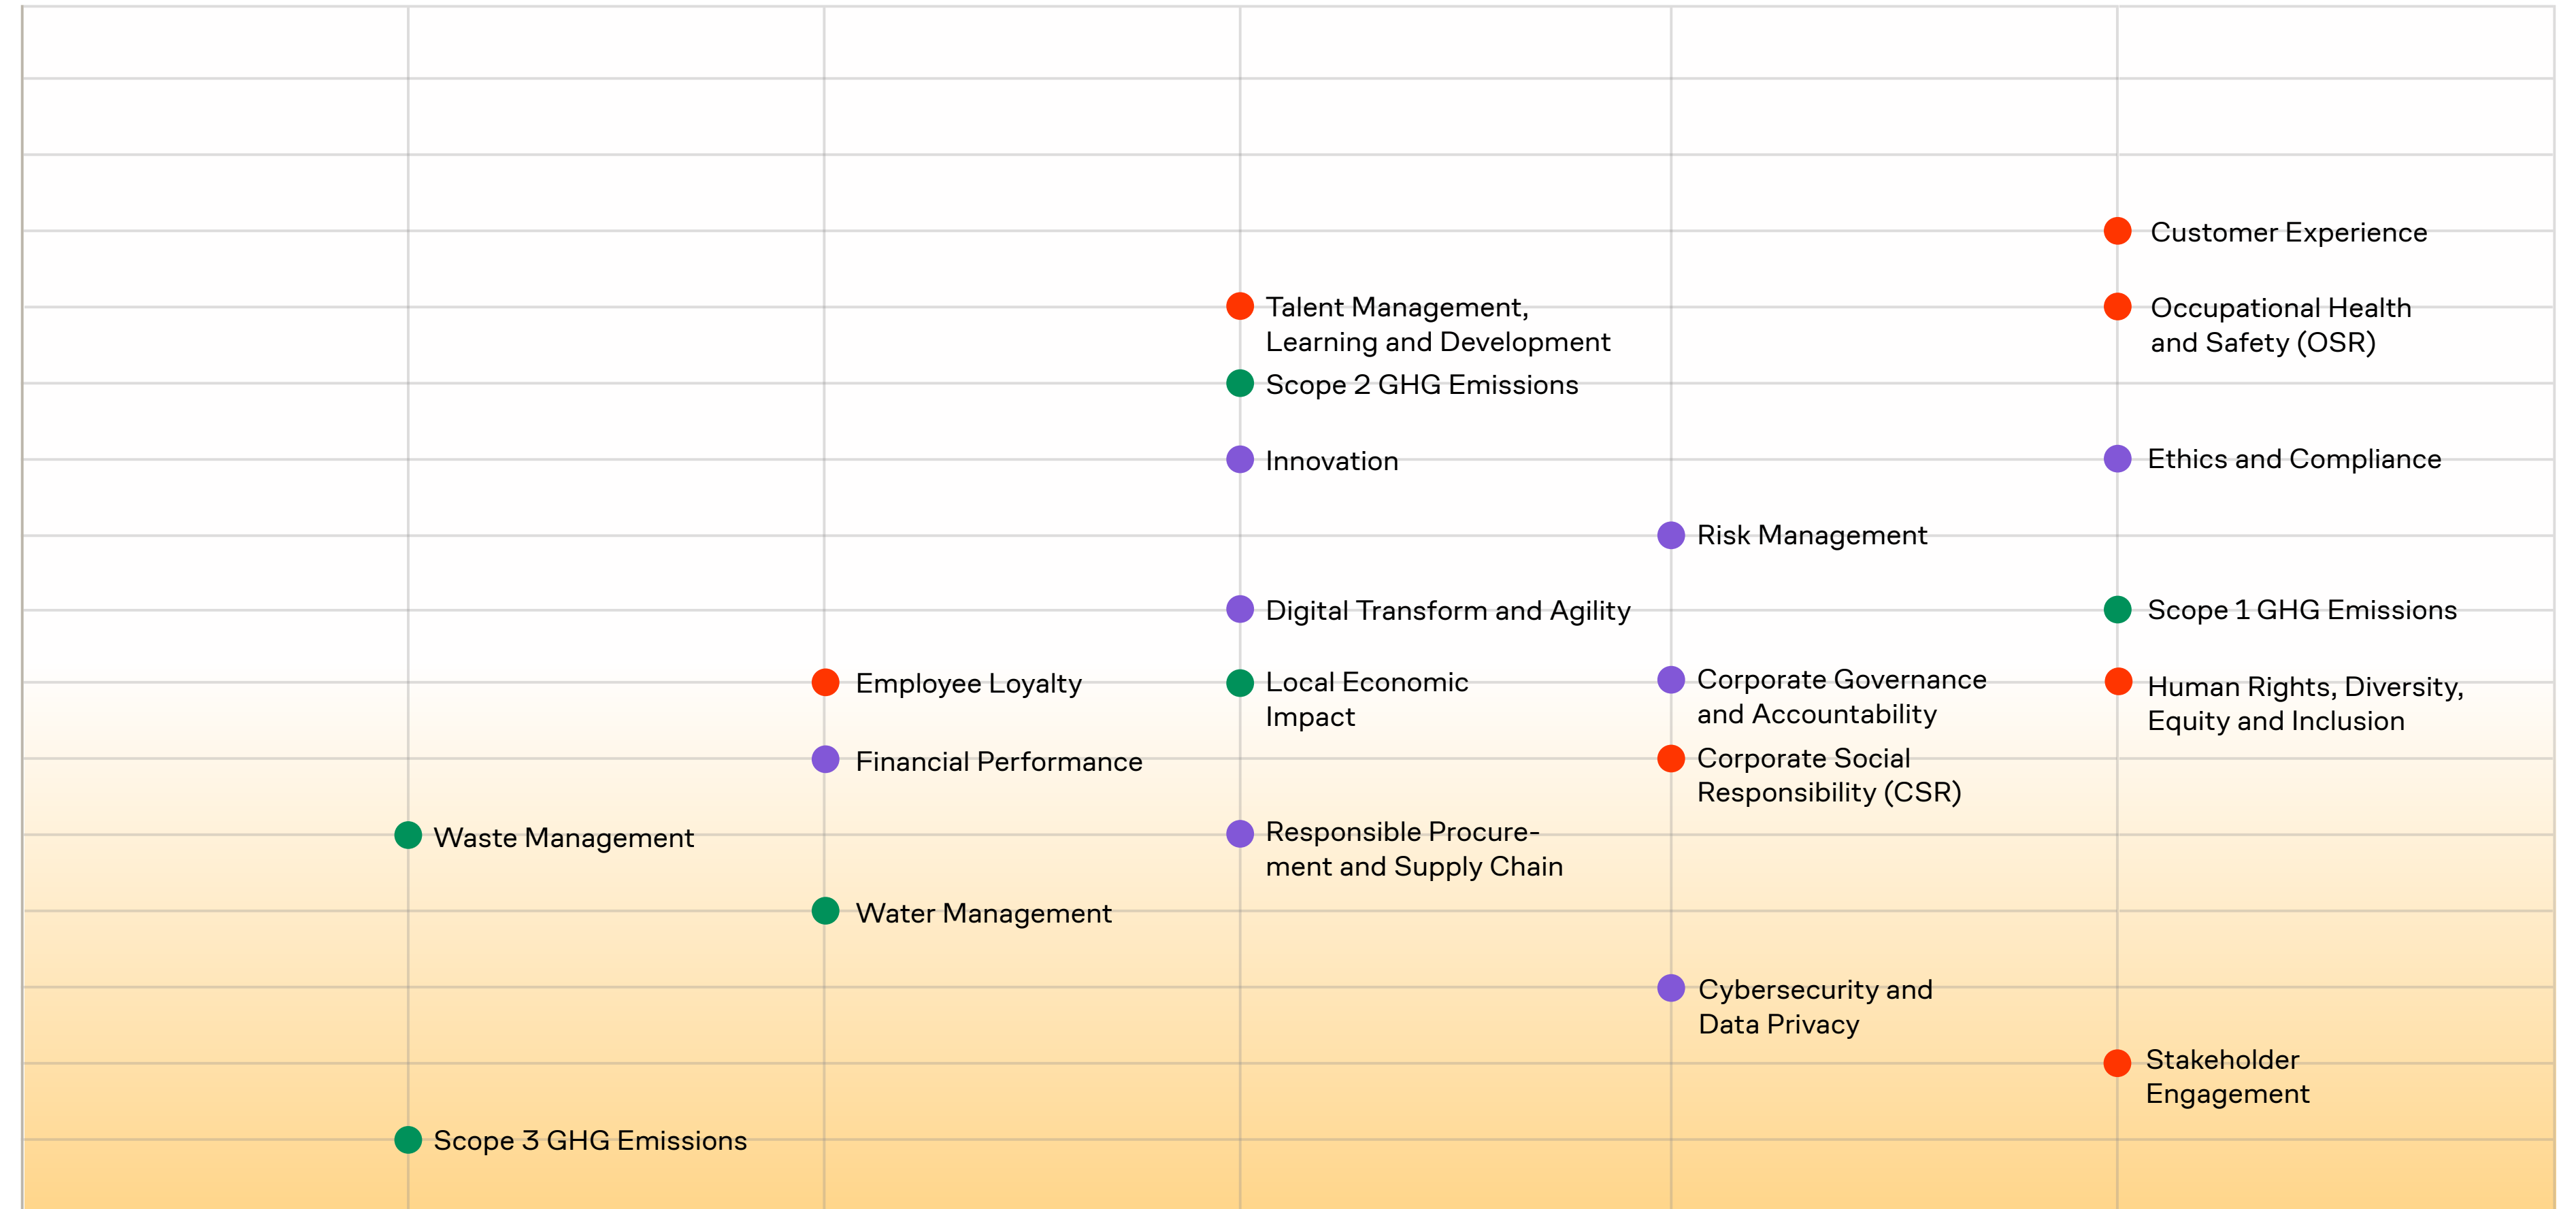 Customer Experience
Talent Management,
Learning and Development
Occupational Health
and Safety (OSR)
Scope 2 GHG Emissions
Innovation
Ethics and Compliance
Risk Management
Digital Transform and Agility
Scope 1 GHG Emissions
Employee Loyalty
Local Economic
Impact
Corporate Governance
and Accountability
Human Rights, Diversity,
Equity and Inclusion
Financial Performance
Corporate Social
Responsibility (CSR)
Waste Management
Responsible Procure-
ment and Supply Chain
Water Management
Cybersecurity and
Data Privacy
Stakeholder
Engagement
Scope 3 GHG Emissions